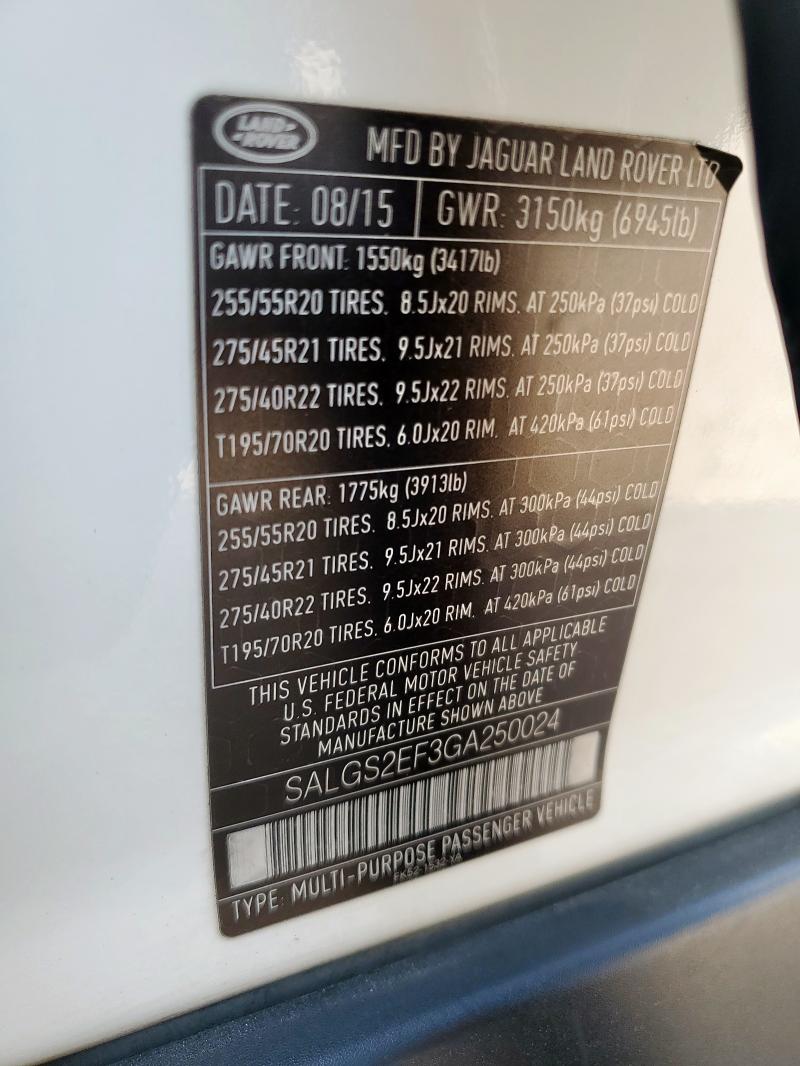 LAND ROVER
MFD BY JAGUAR LAND ROVER LTD
DATE: 08/15 GWR: 3150kg (6945lb)
GAWR FRONT: 1550kg (3417lb)
255/55R20 TIRES. 8.5Jx20 RIMS. AT 250kPa (37psi) COLD
275/45R21 TIRES. 9.5Jx21 RIMS. AT 250kPa (37psi) COLD
275/40R22 TIRES. 9.5Jx22 RIMS. AT 250kPa (37psi) COLD
T195/70R20 TIRES. 6.0Jx20 RIM. AT 420kPa (61psi) COLD
GAWR REAR: 1775kg (3913lb)
255/55R20 TIRES. 8.5Jx20 RIMS. AT 300kPa (44psi) COLD
275/45R21 TIRES. 9.5Jx21 RIMS. AT 300kPa (44psi) COLD
275/40R22 TIRES. 9.5Jx22 RIMS. AT 300kPa (44psi) COLD
T195/70R20 TIRES. 6.0Jx20 RIM. AT 420kPa (61psi) COLD
THIS VEHICLE CONFORMS TO ALL APPLICABLE
U.S. FEDERAL MOTOR VEHICLE SAFETY
STANDARDS IN EFFECT ON THE DATE OF
MANUFACTURE SHOWN ABOVE
SALGS2EF3GA250024
TYPE: MULTI-PURPOSE PASSENGER VEHICLE
FK52-1532-YA